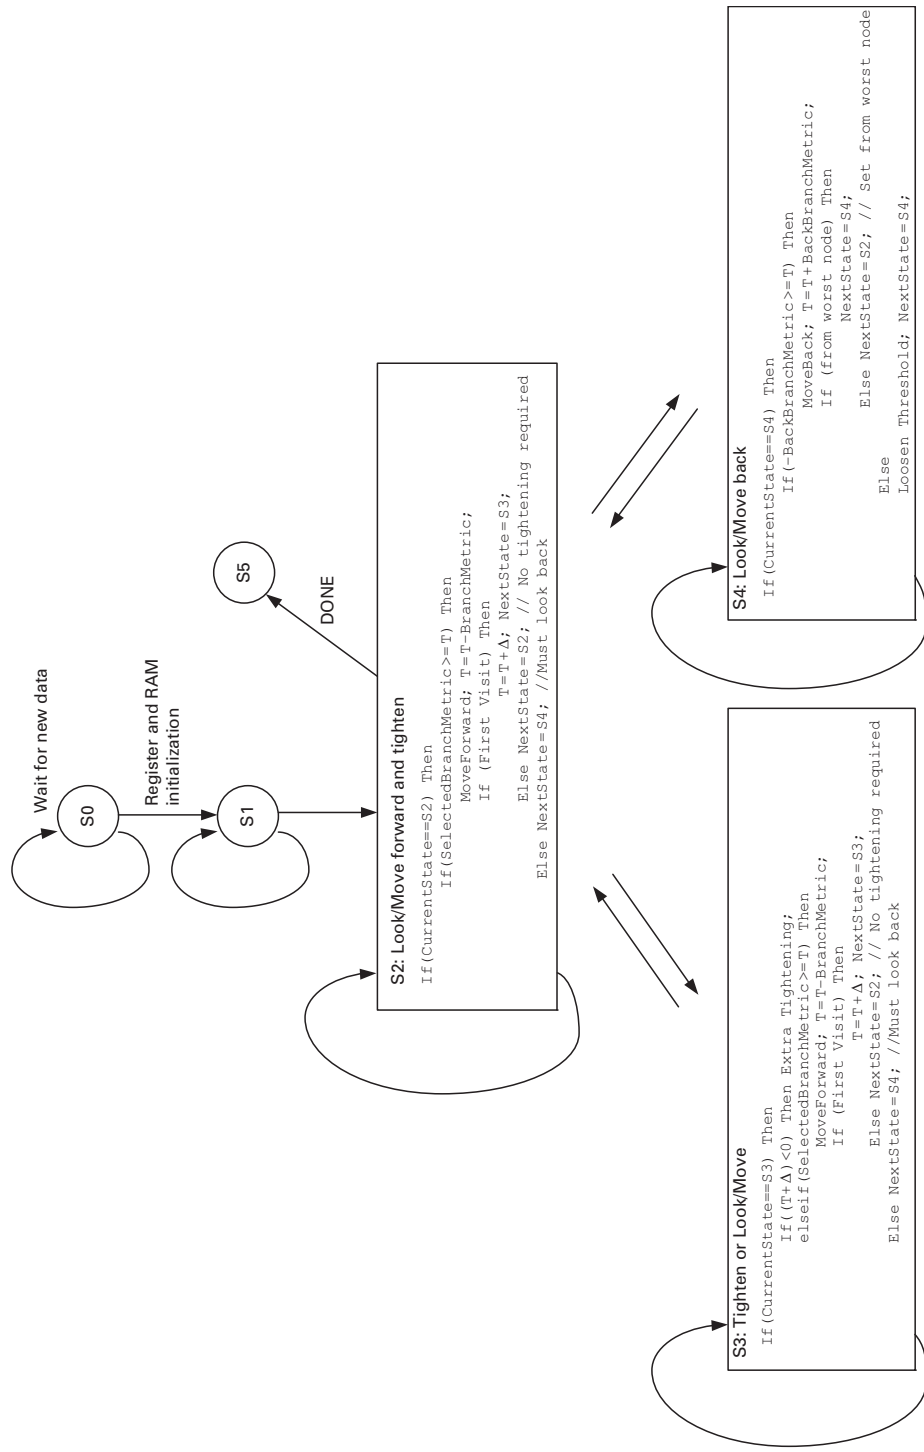 Wait for new data
S0
Register and RAM
initialization
S1
S5
DONE
S2: Look/Move forward and tighten
If(CurrentState==S2) Then
If(SelectedBranchMetric>=T) Then
MoveForward; T=T-BranchMetric;
If (First Visit) Then
T=T+Δ; NextState=S3;
Else NextState=S2; // No tightening required
Else NextState=S4; //Must look back
S3: Tighten or Look/Move
If(CurrentState==S3) Then
If((T+Δ)<0) Then Extra Tightening;
elseif(SelectedBranchMetric>=T) Then
MoveForward; T=T-BranchMetric;
If (First Visit) Then
T=T+Δ; NextState=S3;
Else NextState=S2; // No tightening required
Else NextState=S4; //Must look back
S4: Look/Move back
If(CurrentState==S4) Then
If(-BackBranchMetric>=T) Then
MoveBack; T=T+BackBranchMetric;
If (from worst node) Then
NextState=S4;
Else NextState=S2; // Set from worst node
Else
Loosen Threshold; NextState=S4;